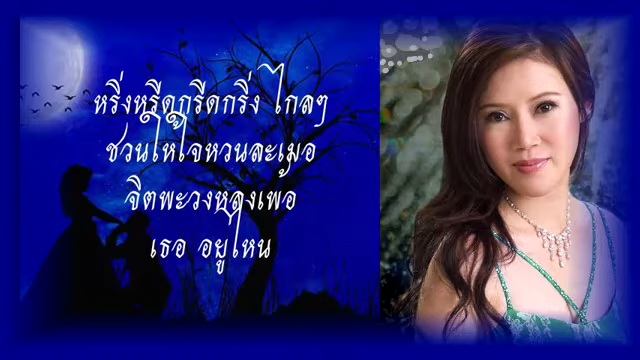 หริ่งหรีดกรีดกริ่ง ไกลๆ
ชวนให้ใจหวนละเมอ
จิตพะวงหลงเพ้อ
เธอ อยู่ไหน